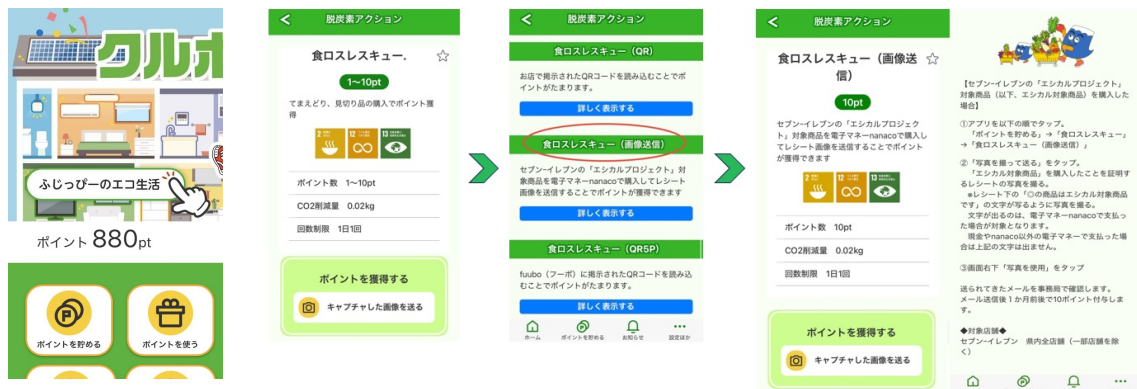 クルポ
ふじっぴーのエコ生活
ポイント 880pt
ポイントを貯める
ポイントを使う
脱炭素アクション
食ロスレスキュー.
1~10pt
てまえどり、見切り品の購入でポイント獲
得
2
12
13
ポイント数 1~10pt
CO2削減量 0.02kg
回数制限 1日1回
ポイントを獲得する
キャプチャした画像を送る
脱炭素アクション
食ロスレスキュー（QR）
お店で掲示されたQRコードを読み込むことでポ
イントがたまります。
詳しく表示する
食ロスレスキュー（画像送信）
セブン-イレブンの「エシカルプロジェクト」対
象商品を電子マネーnanacoで購入してレシート
画像を送信することでポイントが獲得できます
詳しく表示する
食ロスレスキュー（QR5P）
fuubo（フーボ）に掲示されたQRコードを読み込
むことでポイントがたまります。
詳しく表示する
ホーム
ポイントを貯める
お知らせ
設定ほか
脱炭素アクション
食ロスレスキュー（画像送
信）
10pt
セブン-イレブンの「エシカルプロジェク
ト」対象商品を電子マネーnanacoで購入し
てレシート画像を送信することでポイント
が獲得できます
2
12
13
ポイント数 10pt
CO2削減量 0.02kg
回数制限 1日1回
ポイントを獲得する
キャプチャした画像を送る
【セブン-イレブンの「エシカルプロジェクト」
対象商品（以下、エシカル対象商品）を購入した
場合】
①アプリを以下の順でタップ。
「ポイントを貯める」→「食ロスレスキュー」
→「食ロスレスキュー（画像送信）」
②「写真を撮って送る」をタップ。
「エシカル対象商品」を購入したことを証明す
るレシートの写真を撮る。
※レシート下の「◎の商品はエシカル対象商品
です」の文字が写るように写真を撮る。
文字が出るのは、電子マネーnanacoで支払っ
た場合が対象となります。
現金やnanaco以外の電子マネーで支払った場
合は上記の文字は出ません。
③画面右下「写真を使用」をタップ
送られてきたメールを事務局で確認します。
メール送信後1か月前後で10ポイント付与しま
す。
◆対象店舗◆
セブン-イレブン 県内全店舗（一部店舗を除
く）